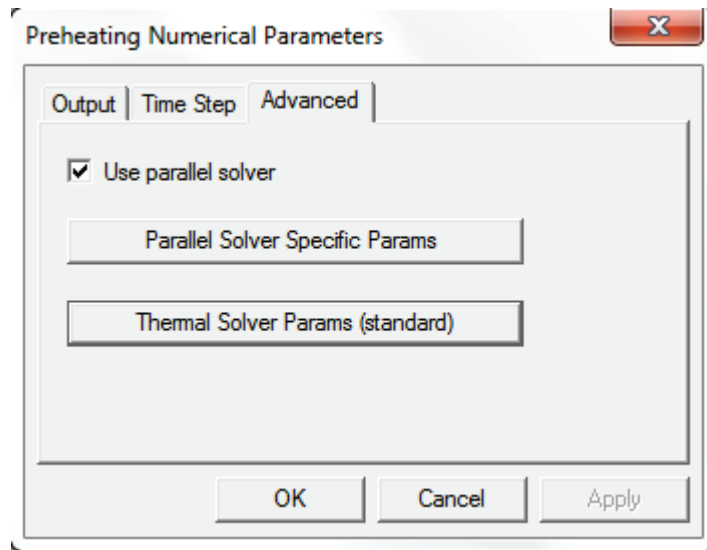 Preheating Numerical Parameters
Output Time Step Advanced
Use parallel solver
Parallel Solver Specific Params
Thermal Solver Params (standard)
OK Cancel Apply